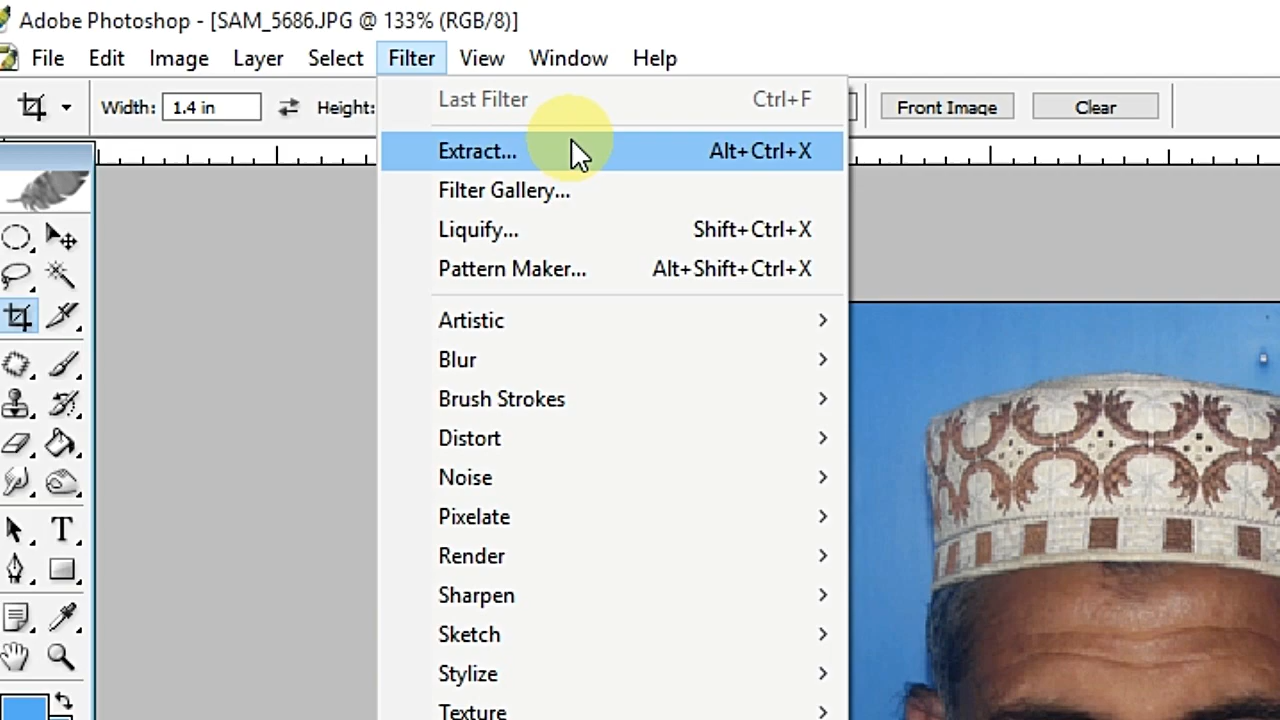 Adobe Photoshop - [SAM_5686.JPG @ 133% (RGB/8)]
File Edit Image Layer Select Filter View Window Help
Width: 1.4 in Height: Front Image Clear
Last Filter Ctrl+F
Extract... Alt+Ctrl+X
Filter Gallery...
Liquify... Shift+Ctrl+X
Pattern Maker... Alt+Shift+Ctrl+X
Artistic
Blur
Brush Strokes
Distort
Noise
Pixelate
Render
Sharpen
Sketch
Stylize
Texture